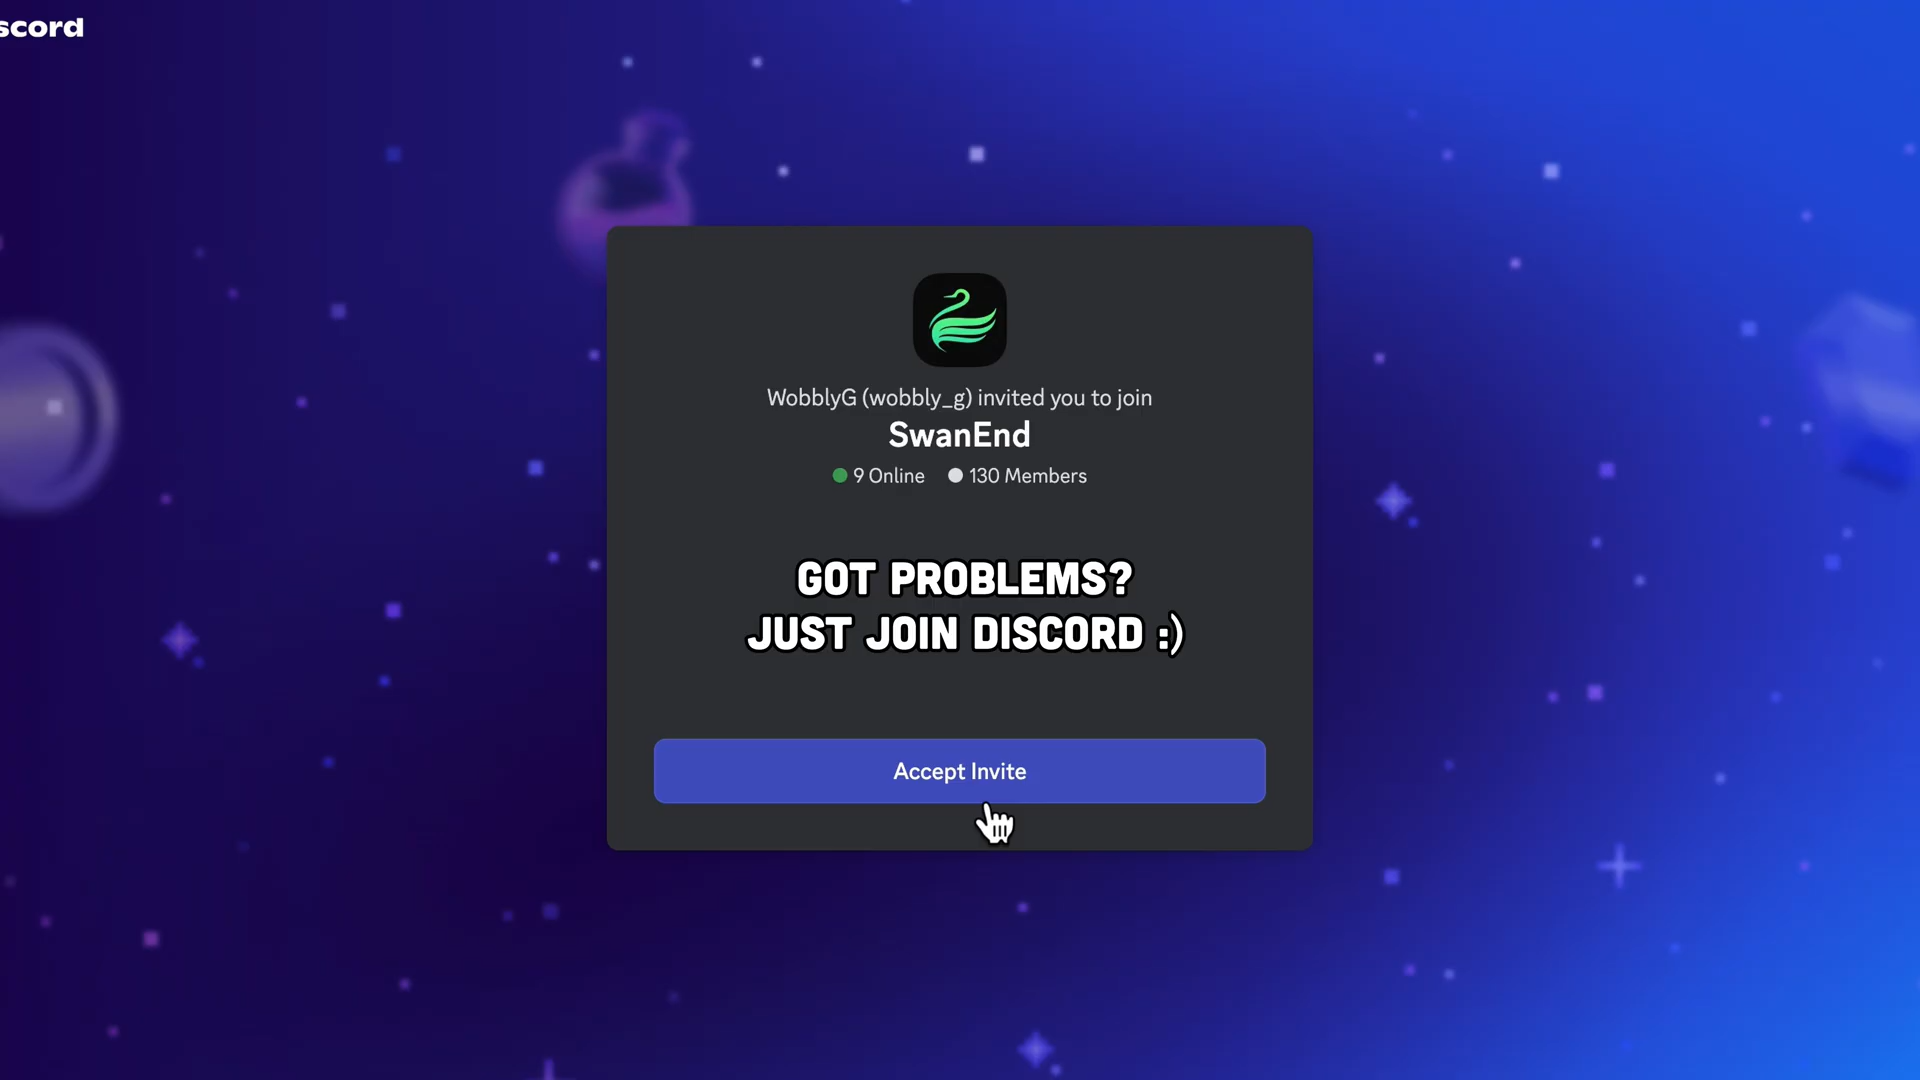 scord
WobblyG (wobbly_g) invited you to join
SwanEnd
9 Online 130 Members
GOT PROBLEMS?
JUST JOIN DISCORD :)
Accept Invite